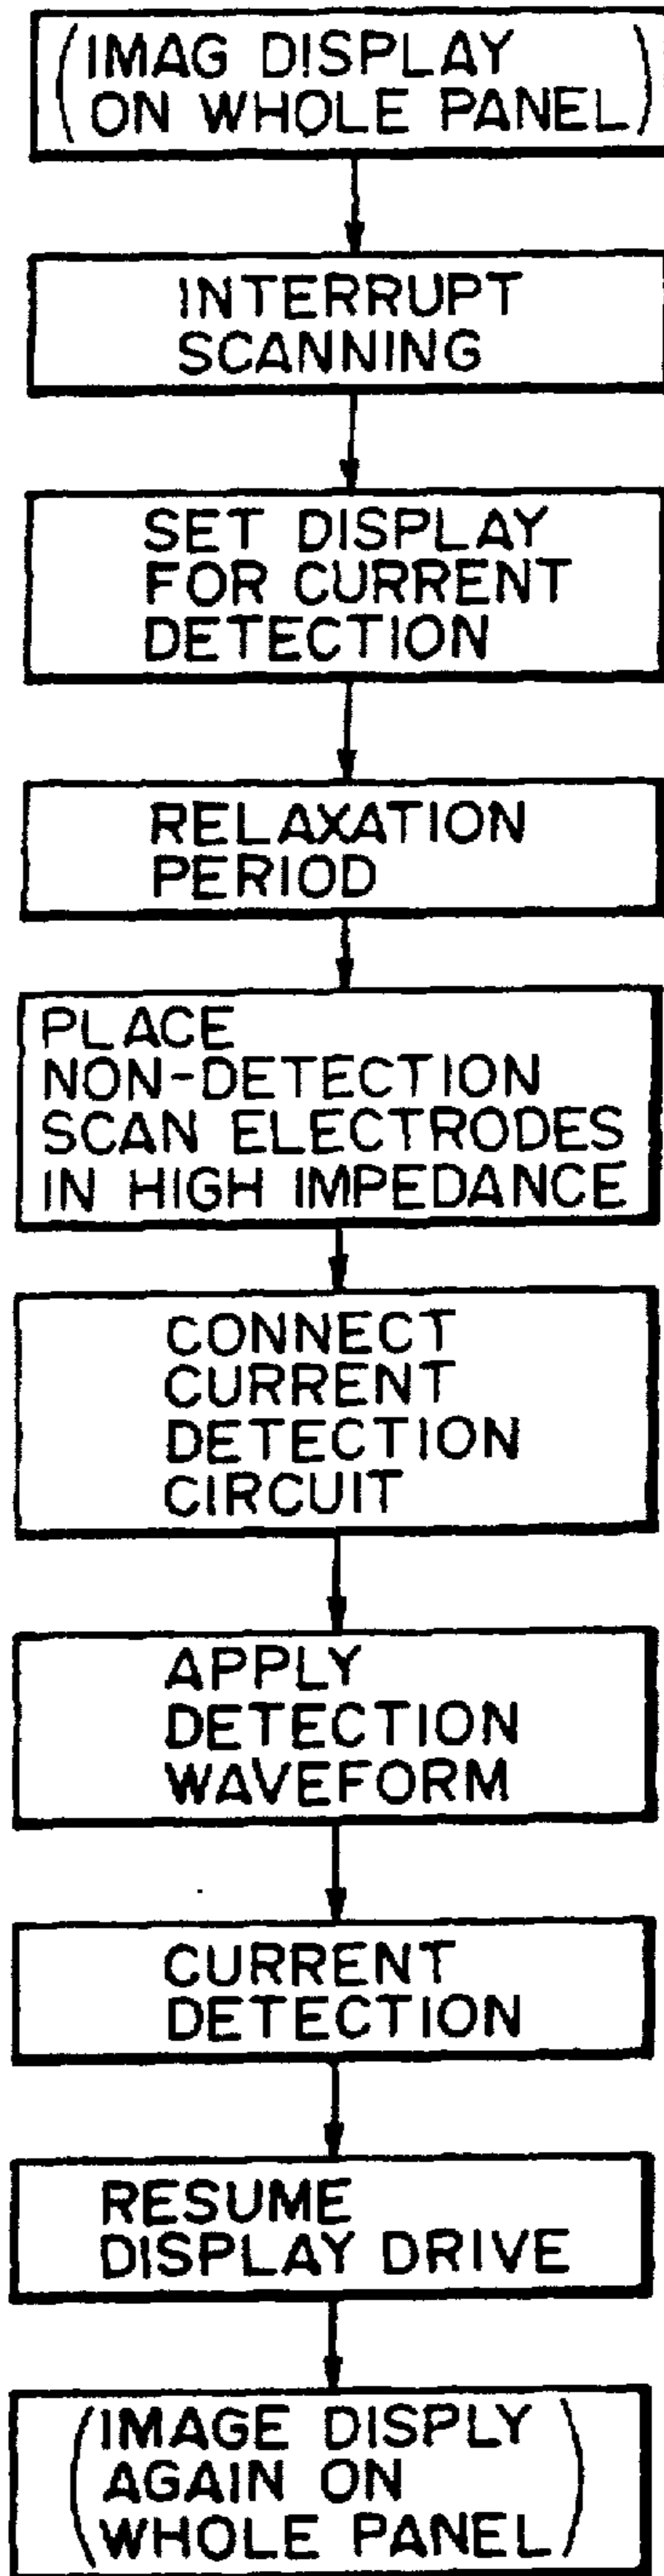 (IMAG DISPLAY
ON WHOLE PANEL)
INTERRUPT
SCANNING
SET DISPLAY
FOR CURRENT
DETECTION
RELAXATION
PERIOD
PLACE
NON-DETECTION
SCAN ELECTRODES
IN HIGH IMPEDANCE
CONNECT
CURRENT
DETECTION
CIRCUIT
APPLY
DETECTION
WAVEFORM
CURRENT
DETECTION
RESUME
DISPLAY DRIVE
(IMAGE DISPLY
AGAIN ON
WHOLE PANEL)